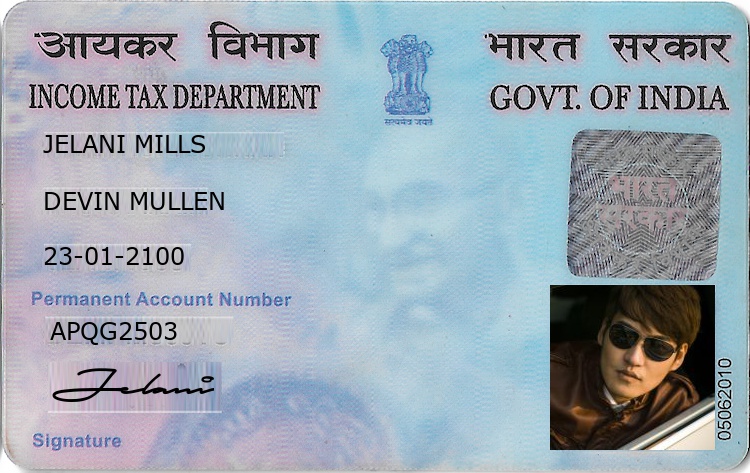 आयकर विभाग
भारत सरकार
INCOME TAX DEPARTMENT
GOVT. OF INDIA
सत्यमेव जयते
JELANI MILLS
DEVIN MULLEN
23-01-2100
Permanent Account Number
APQG2503
Jelani
Signature
भारत
सरकार
05062010